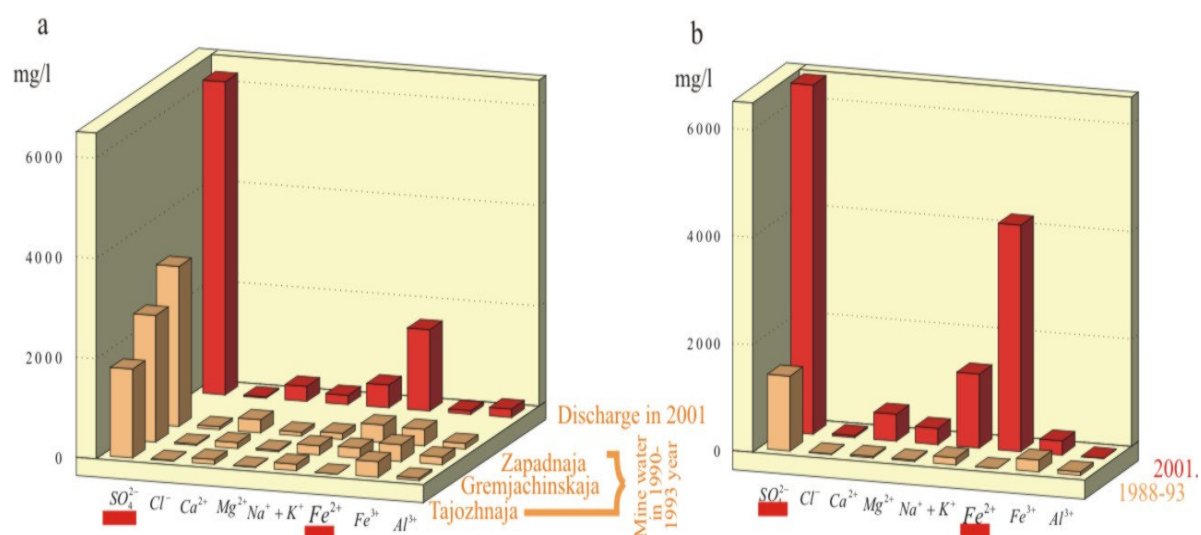 a
mg/l
6000
4000
2000
0
SO₄²⁻ Cl⁻ Ca²⁺ Mg²⁺ Na⁺ + K⁺ Fe²⁺ Fe³⁺ Al³⁺
Discharge in 2001
Zapadnaja
Gremjachinskaja
Tajozhnaja
Mine water
in 1990-
1993 year
b
mg/l
6000
4000
2000
0
SO₄²⁻ Cl⁻ Ca²⁺ Mg²⁺ Na⁺ + K⁺ Fe²⁺ Fe³⁺ Al³⁺
2001.
1988-93